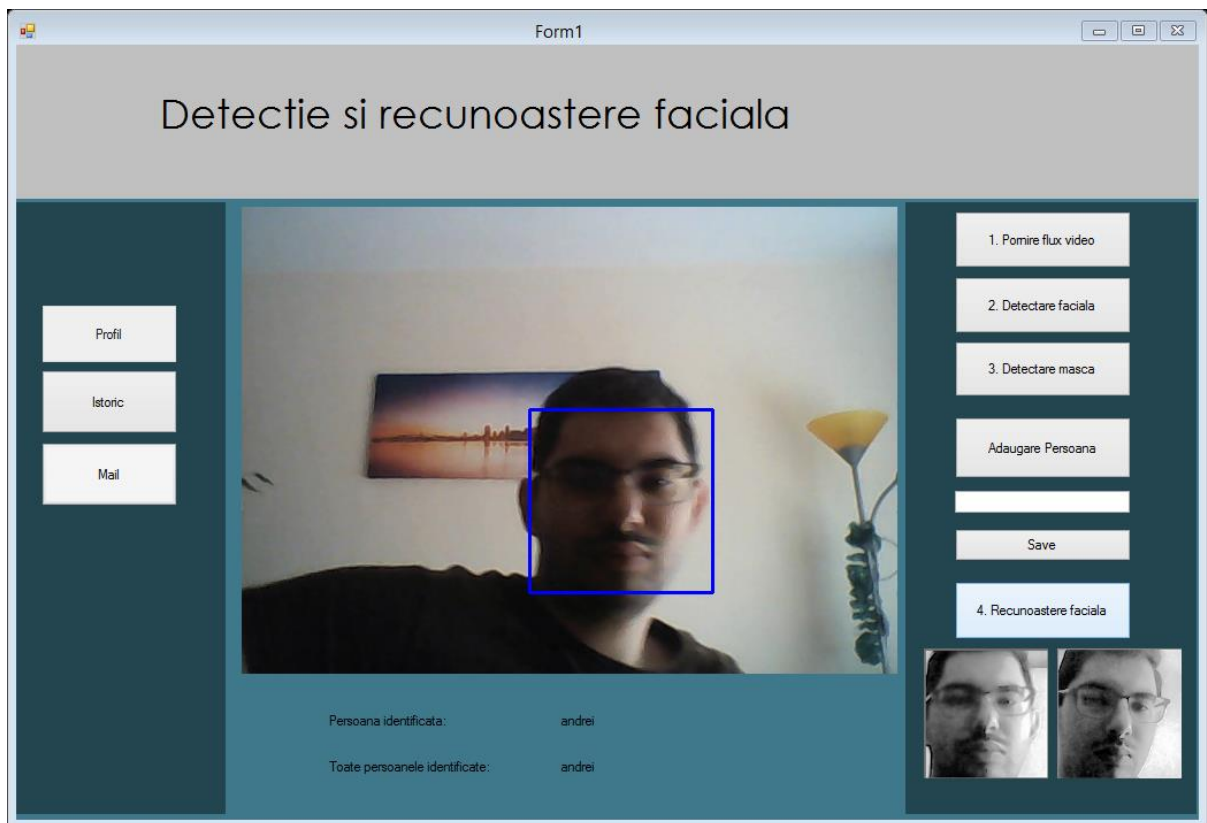 Form1
Detectie si recunoastere faciala
Profil
Istoric
Mail
1. Pornire flux video
2. Detectare faciala
3. Detectare masca
Adaugare Persoana
Save
4. Recunoastere faciala
Persoana identificata: andrei
Toate persoanele identificate: andrei